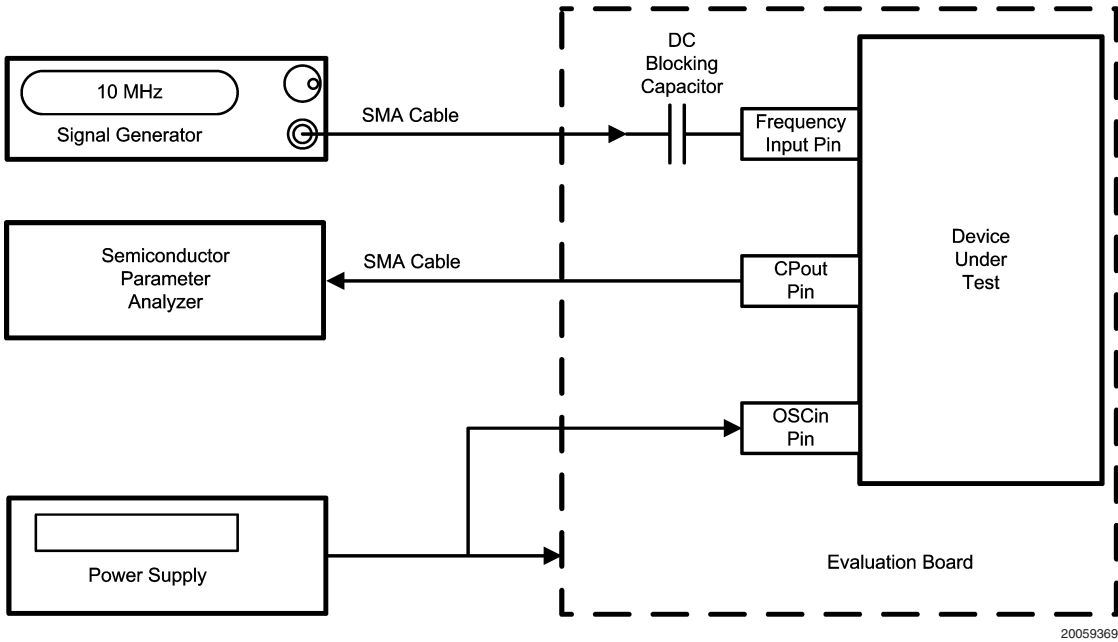 10 MHz
Signal Generator
SMA Cable
DC
Blocking
Capacitor
Frequency
Input Pin
Semiconductor
Parameter
Analyzer
SMA Cable
CPout
Pin
Device
Under
Test
OSCin
Pin
Power Supply
Evaluation Board
20059369